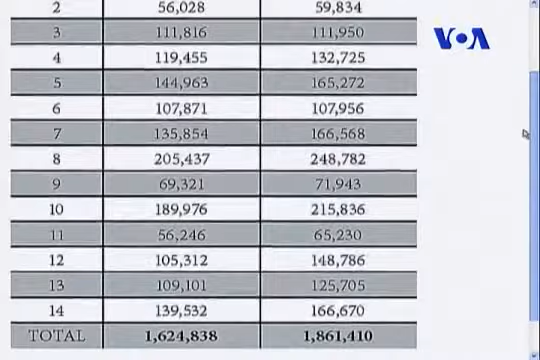 2 56,028 59,834
3 111,816 111,950
VOA
4 119,455 132,725
5 144,963 165,272
6 107,871 107,956
7 135,854 166,568
8 205,437 248,782
9 69,321 71,943
10 189,976 215,836
11 56,246 65,230
12 105,312 148,786
13 109,101 125,705
14 139,532 166,670
TOTAL 1,624,838 1,861,410